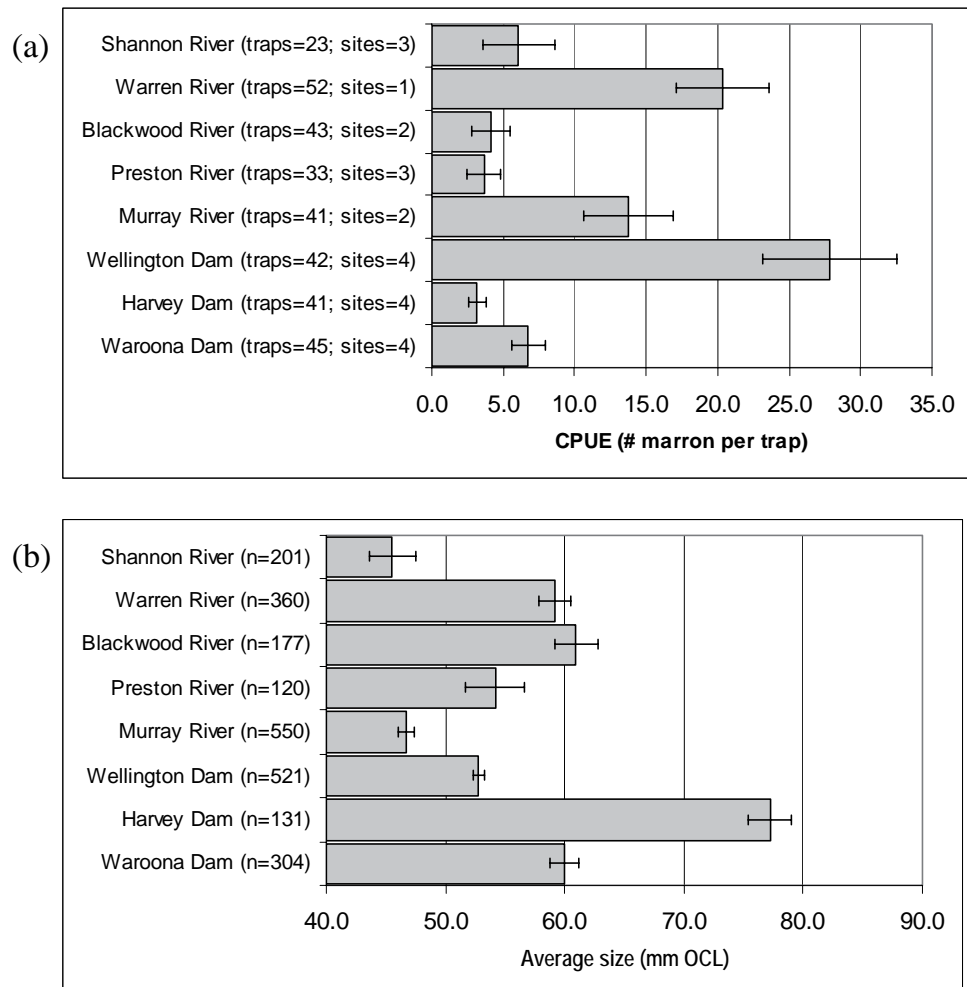 (a)
Shannon River (traps=23; sites=3)
Warren River (traps=52; sites=1)
Blackwood River (traps=43; sites=2)
Preston River (traps=33; sites=3)
Murray River (traps=41; sites=2)
Wellington Dam (traps=42; sites=4)
Harvey Dam (traps=41; sites=4)
Waroona Dam (traps=45; sites=4)
0.0 5.0 10.0 15.0 20.0 25.0 30.0 35.0
CPUE (# marron per trap)
(b)
Shannon River (n=201)
Warren River (n=360)
Blackwood River (n=177)
Preston River (n=120)
Murray River (n=550)
Wellington Dam (n=521)
Harvey Dam (n=131)
Waroona Dam (n=304)
40.0 50.0 60.0 70.0 80.0 90.0
Average size (mm OCL)